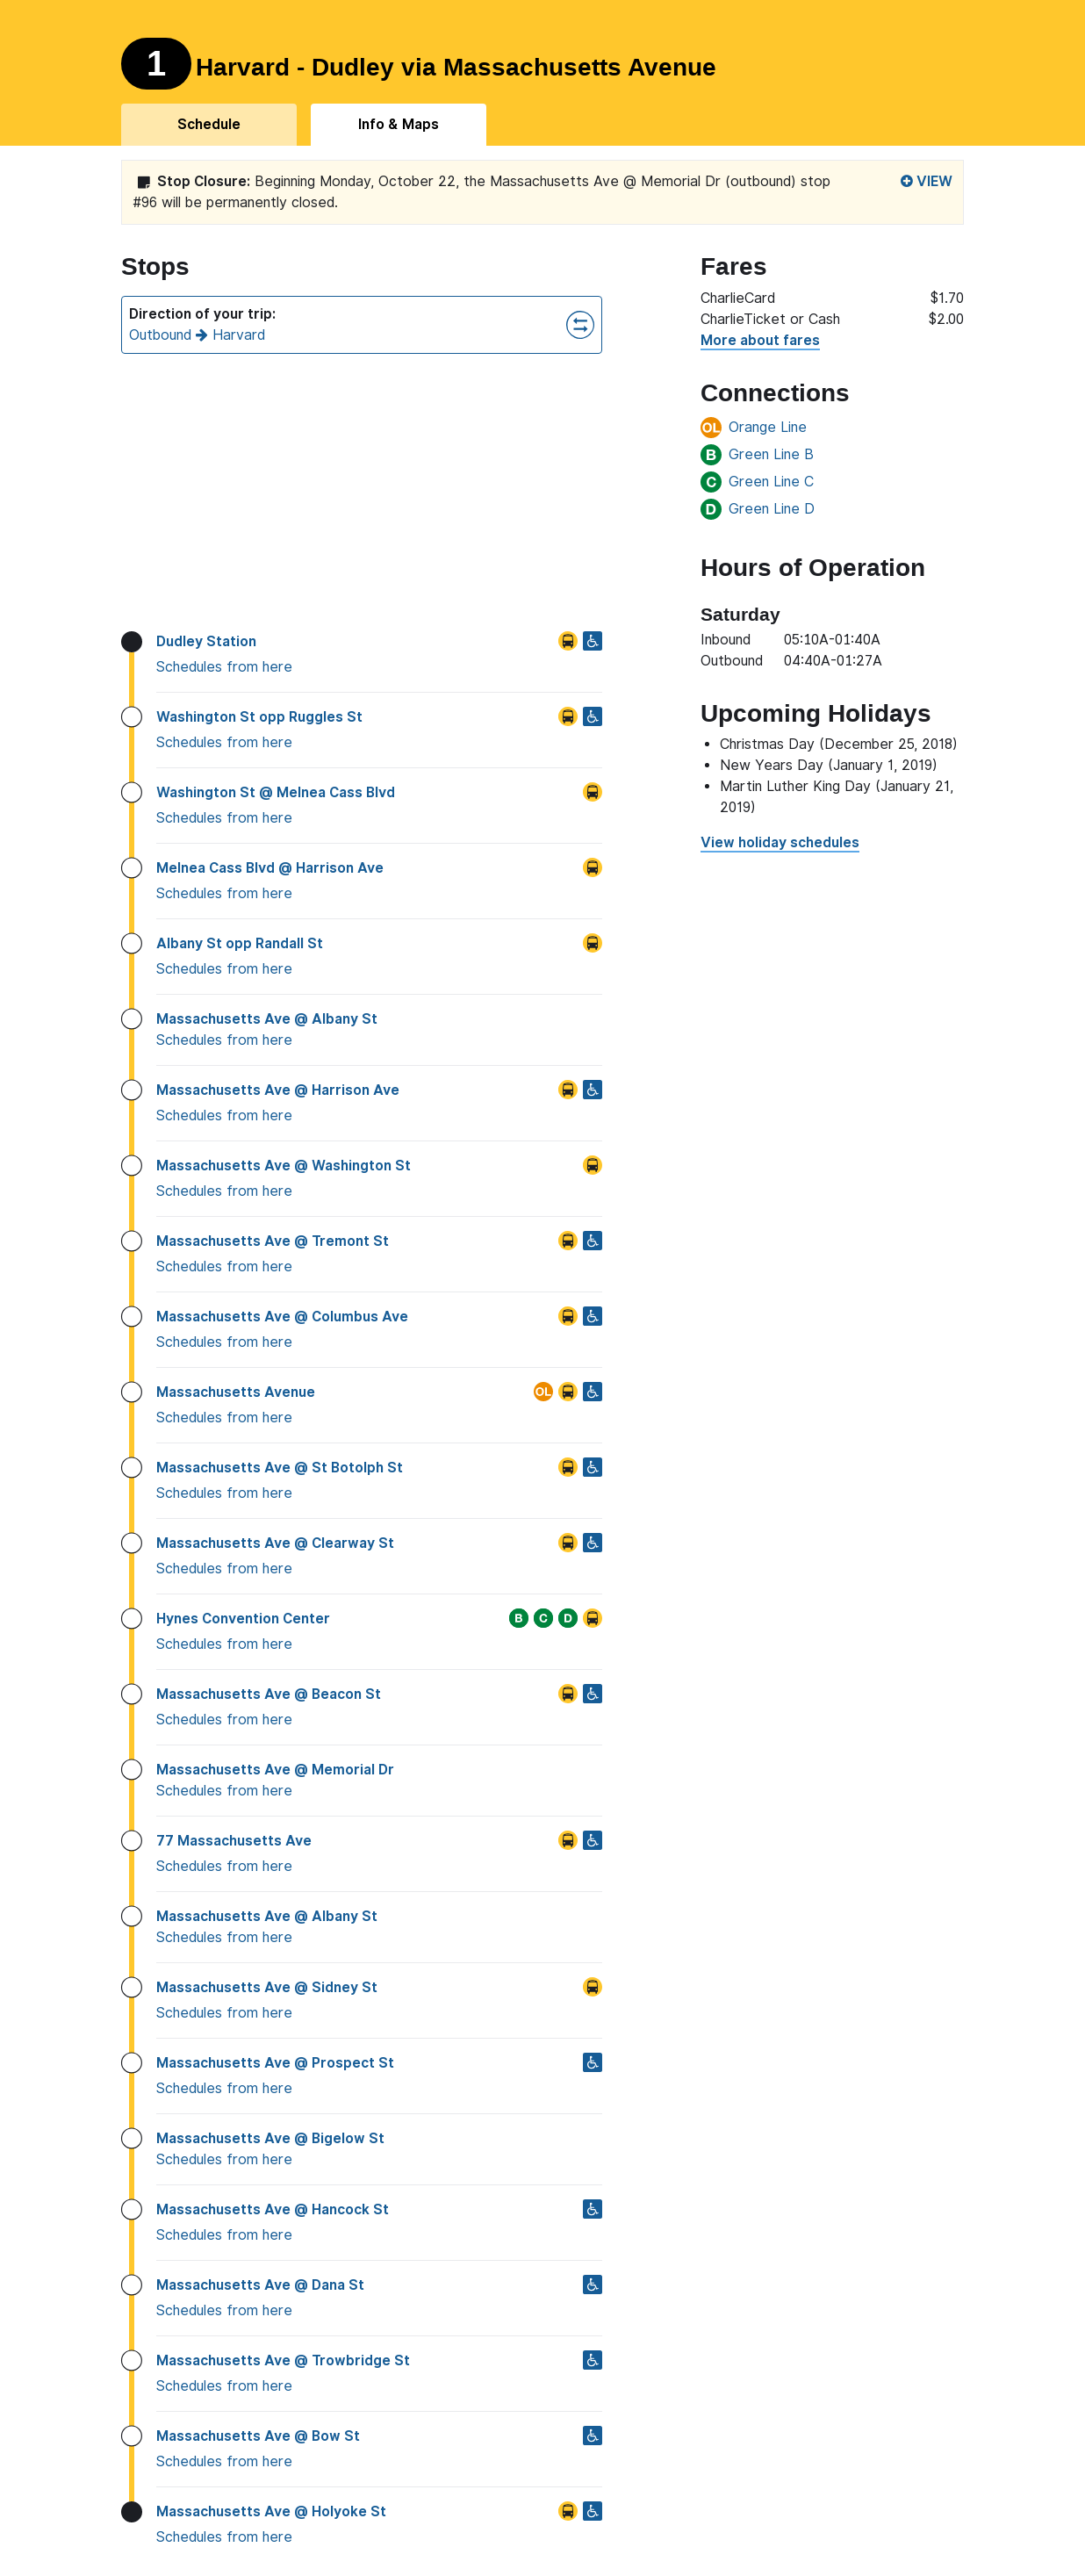 1 Harvard - Dudley via Massachusetts Avenue
Schedule
Info & Maps
Stop Closure: Beginning Monday, October 22, the Massachusetts Ave @ Memorial Dr (outbound) stop
#96 will be permanently closed.
VIEW
Stops
Direction of your trip:
Outbound Harvard
Dudley Station
Schedules from here
Washington St opp Ruggles St
Schedules from here
Washington St @ Melnea Cass Blvd
Schedules from here
Melnea Cass Blvd @ Harrison Ave
Schedules from here
Albany St opp Randall St
Schedules from here
Massachusetts Ave @ Albany St
Schedules from here
Massachusetts Ave @ Harrison Ave
Schedules from here
Massachusetts Ave @ Washington St
Schedules from here
Massachusetts Ave @ Tremont St
Schedules from here
Massachusetts Ave @ Columbus Ave
Schedules from here
Massachusetts Avenue OL
Schedules from here
Massachusetts Ave @ St Botolph St
Schedules from here
Massachusetts Ave @ Clearway St
Schedules from here
Hynes Convention Center B C D
Schedules from here
Massachusetts Ave @ Beacon St
Schedules from here
Massachusetts Ave @ Memorial Dr
Schedules from here
77 Massachusetts Ave
Schedules from here
Massachusetts Ave @ Albany St
Schedules from here
Massachusetts Ave @ Sidney St
Schedules from here
Massachusetts Ave @ Prospect St
Schedules from here
Massachusetts Ave @ Bigelow St
Schedules from here
Massachusetts Ave @ Hancock St
Schedules from here
Massachusetts Ave @ Dana St
Schedules from here
Massachusetts Ave @ Trowbridge St
Schedules from here
Massachusetts Ave @ Bow St
Schedules from here
Massachusetts Ave @ Holyoke St
Schedules from here
Fares
CharlieCard $1.70
CharlieTicket or Cash $2.00
More about fares
Connections
OL Orange Line
B Green Line B
C Green Line C
D Green Line D
Hours of Operation
Saturday
Inbound 05:10A-01:40A
Outbound 04:40A-01:27A
Upcoming Holidays
• Christmas Day (December 25, 2018)
• New Years Day (January 1, 2019)
• Martin Luther King Day (January 21,
2019)
View holiday schedules